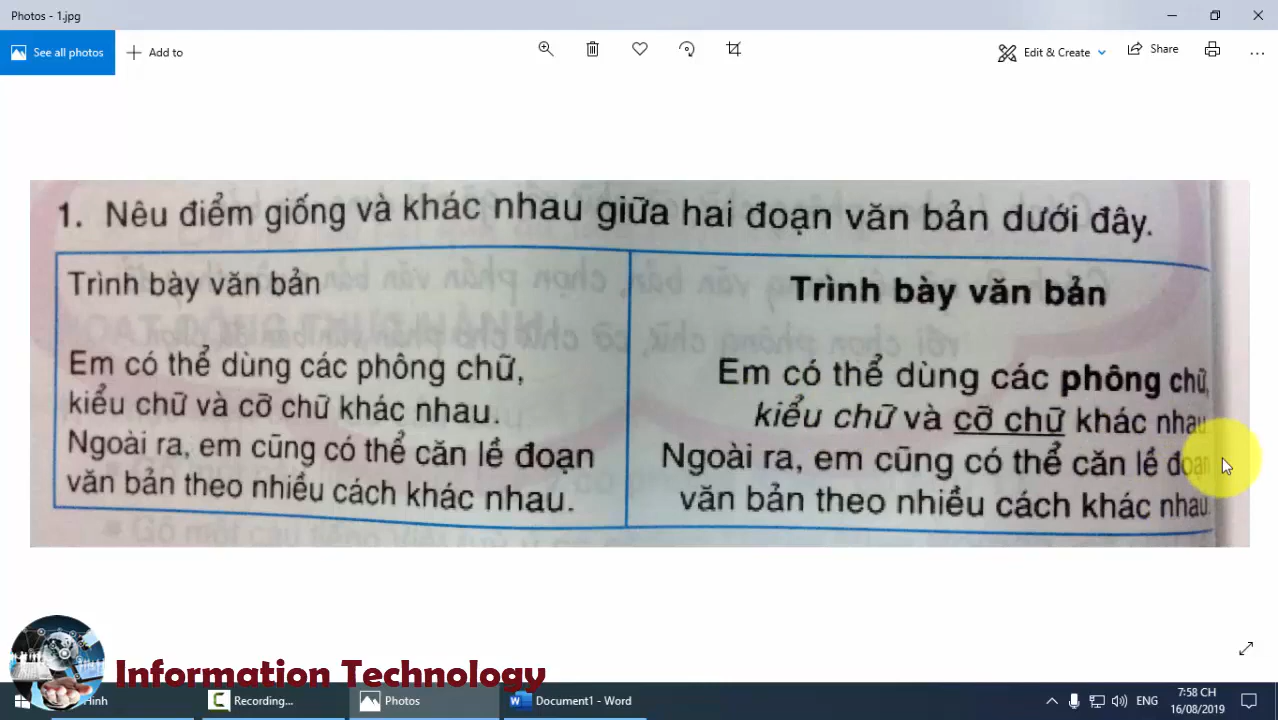 Photos - 1.jpg
See all photos
Add to
Edit & Create
Share
1. Nêu điểm giống và khác nhau giữa hai đoạn văn bản dưới đây.
Trình bày văn bản
Em có thể dùng các phông chữ,
kiểu chữ và cỡ chữ khác nhau.
Ngoài ra, em cũng có thể căn lề đoạn
văn bản theo nhiều cách khác nhau.
Trình bày văn bản
Em có thể dùng các phông chữ,
kiểu chữ và cỡ chữ khác nhau
Ngoài ra, em cũng có thể căn lề đoạn
văn bản theo nhiều cách khác nhau.
Information Technology
Hinh
Recording...
Photos
Document1 - Word
ENG
7:58 CH
16/08/2019